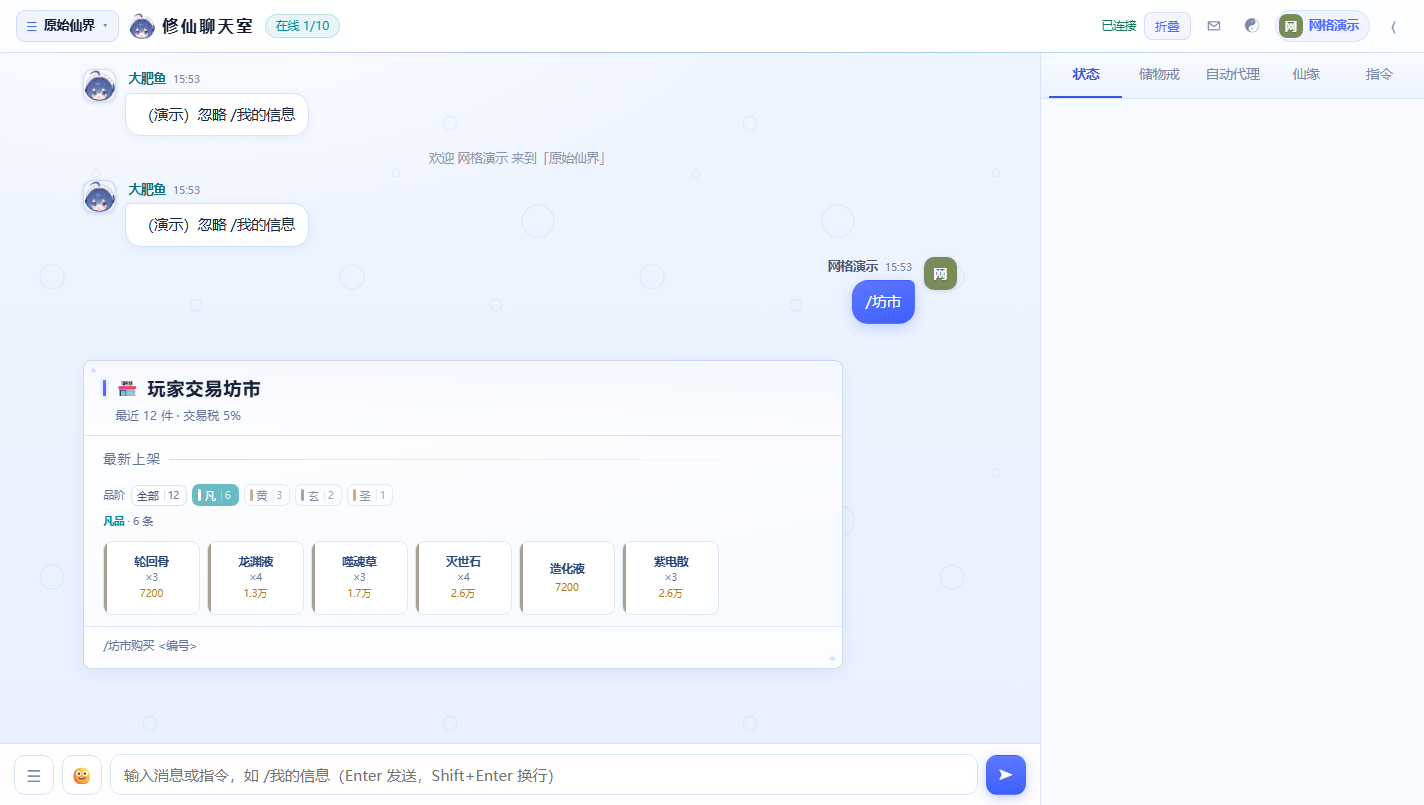 ☰ 原始仙界
修仙聊天室
在线 1/10
已连接
折叠
网
网格演示
状态
储物戒
自动代理
仙缘
指令
大肥鱼 15:53
（演示）忽略 /我的信息
欢迎 网格演示 来到「原始仙界」
大肥鱼 15:53
（演示）忽略 /我的信息
网格演示 15:53
网
/坊市
玩家交易坊市
最近 12 件 · 交易税 5%
最新上架
品阶 全部 12 凡 6 黄 3 玄 2 圣 1
凡品 · 6 条
轮回骨
×3
7200
龙渊液
×4
1.3万
噬魂草
×3
1.7万
灭世石
×4
2.6万
造化液
7200
紫电散
×3
2.6万
/坊市购买 <编号>
输入消息或指令，如 /我的信息（Enter 发送，Shift+Enter 换行）